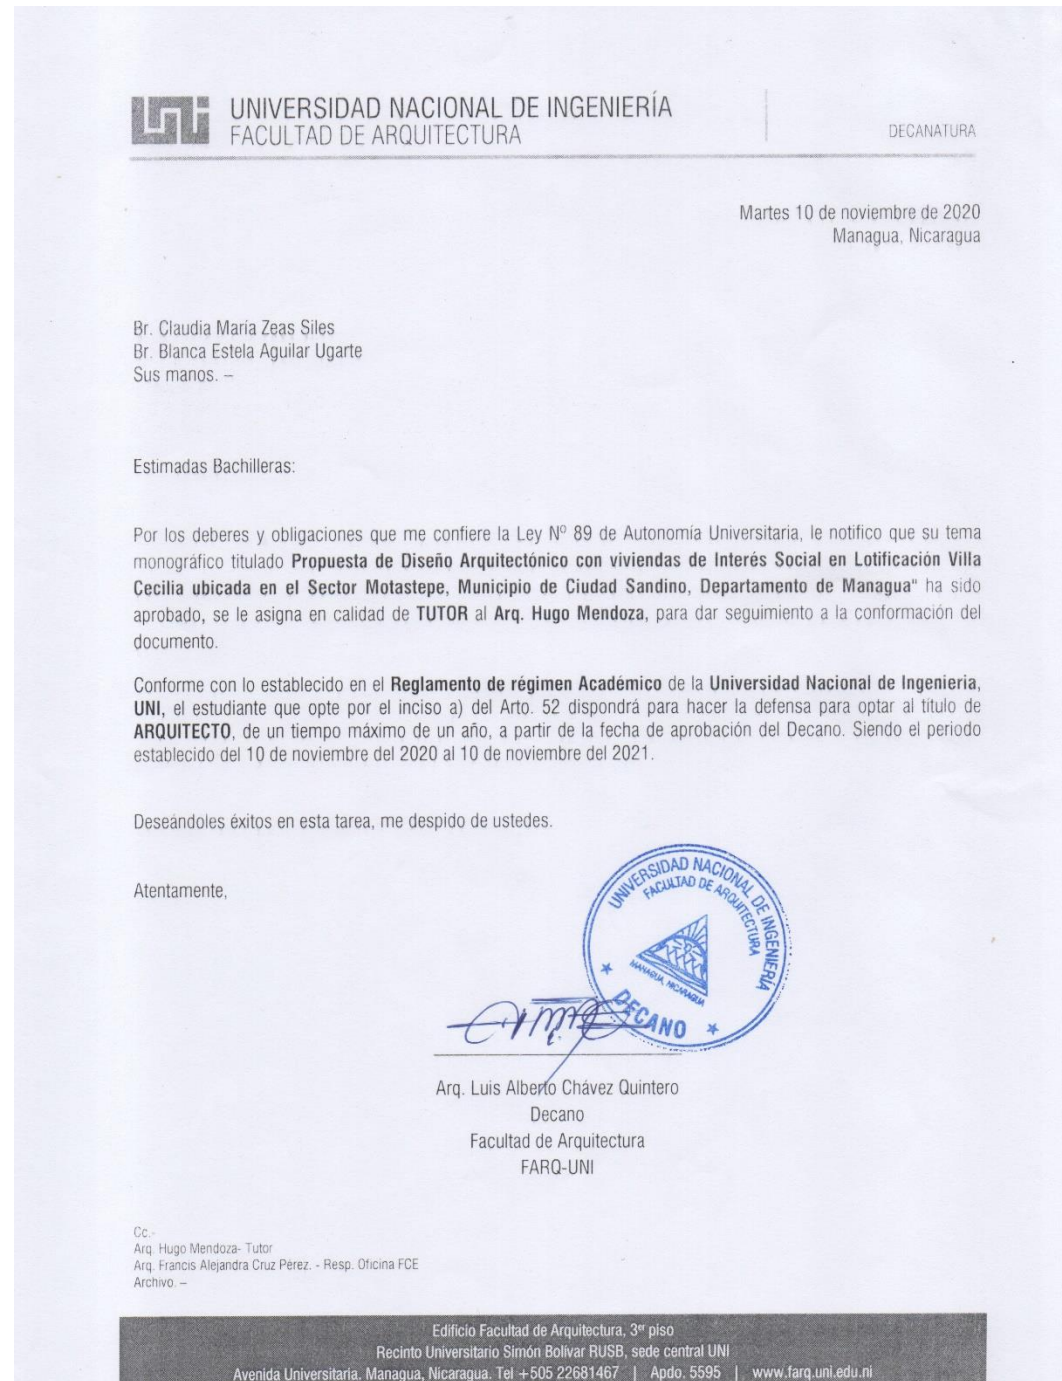 uni
UNIVERSIDAD NACIONAL DE INGENIERÍA
FACULTAD DE ARQUITECTURA
DECANATURA
Martes 10 de noviembre de 2020
Managua, Nicaragua
Br. Claudia María Zeas Siles
Br. Blanca Estela Aguilar Ugarte
Sus manos. –
Estimadas Bachilleras:
Por los deberes y obligaciones que me confiere la Ley Nº 89 de Autonomía Universitaria, le notifico que su tema
monográfico titulado Propuesta de Diseño Arquitectónico con viviendas de Interés Social en Lotificación Villa
Cecilia ubicada en el Sector Motastepe, Municipio de Ciudad Sandino, Departamento de Managua" ha sido
aprobado, se le asigna en calidad de TUTOR al Arq. Hugo Mendoza, para dar seguimiento a la conformación del
documento.
Conforme con lo establecido en el Reglamento de régimen Académico de la Universidad Nacional de Ingeniería,
UNI, el estudiante que opte por el inciso a) del Arto. 52 dispondrá para hacer la defensa para optar al título de
ARQUITECTO, de un tiempo máximo de un año, a partir de la fecha de aprobación del Decano. Siendo el periodo
establecido del 10 de noviembre del 2020 al 10 de noviembre del 2021.
Deseándoles éxitos en esta tarea, me despido de ustedes.
Atentamente,
UNIVERSIDAD NACIONAL DE INGENIERÍA
FACULTAD DE ARQUITECTURA
MANAGUA, NICARAGUA
DECANO
Arq. Luis Alberto Chávez Quintero
Decano
Facultad de Arquitectura
FARQ-UNI
Cc.-
Arq. Hugo Mendoza- Tutor
Arq. Francis Alejandra Cruz Pérez. - Resp. Oficina FCE
Archivo. –
Edificio Facultad de Arquitectura, 3er piso
Recinto Universitario Simón Bolívar RUSB, sede central UNI
Avenida Universitaria. Managua, Nicaragua. Tel +505 22681467 | Apdo. 5595 | www.farq.uni.edu.ni